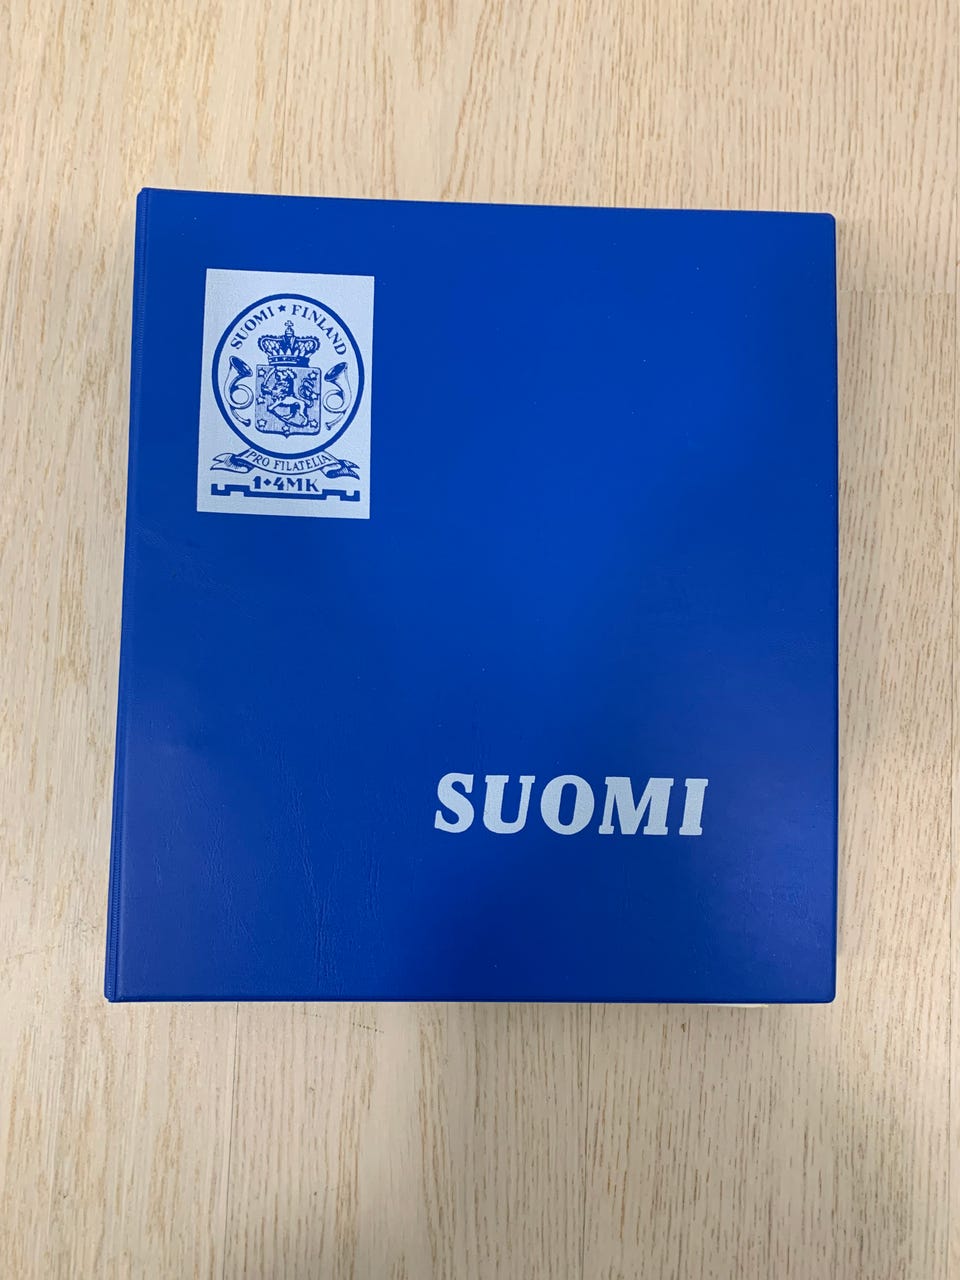 SUOMI ★ FINLAND
PRO FILATELIA
1+4MK
SUOMI